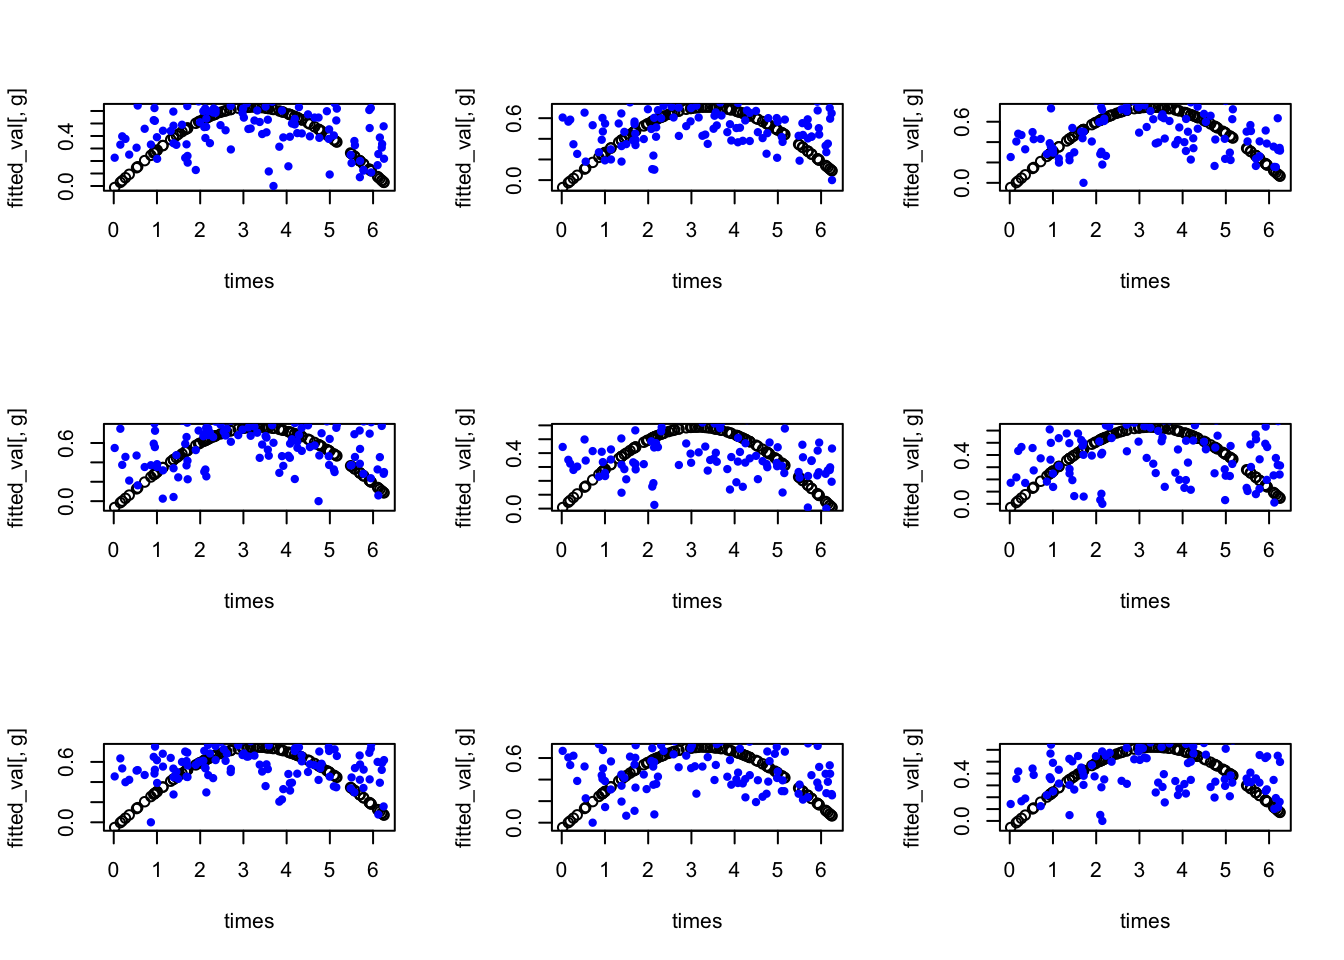 fitted_val[, g] fitted_val[, g] fitted_val[, g]
0.0 0.4 0.0 0.6 0.0 0.6
0 1 2 3 4 5 6 0 1 2 3 4 5 6 0 1 2 3 4 5 6
times times times
fitted_val[, g] fitted_val[, g] fitted_val[, g]
0.0 0.6 0.0 0.4 0.0 0.4
0 1 2 3 4 5 6 0 1 2 3 4 5 6 0 1 2 3 4 5 6
times times times
fitted_val[, g] fitted_val[, g] fitted_val[, g]
0.0 0.6 0.0 0.6 0.0 0.4
0 1 2 3 4 5 6 0 1 2 3 4 5 6 0 1 2 3 4 5 6
times times times